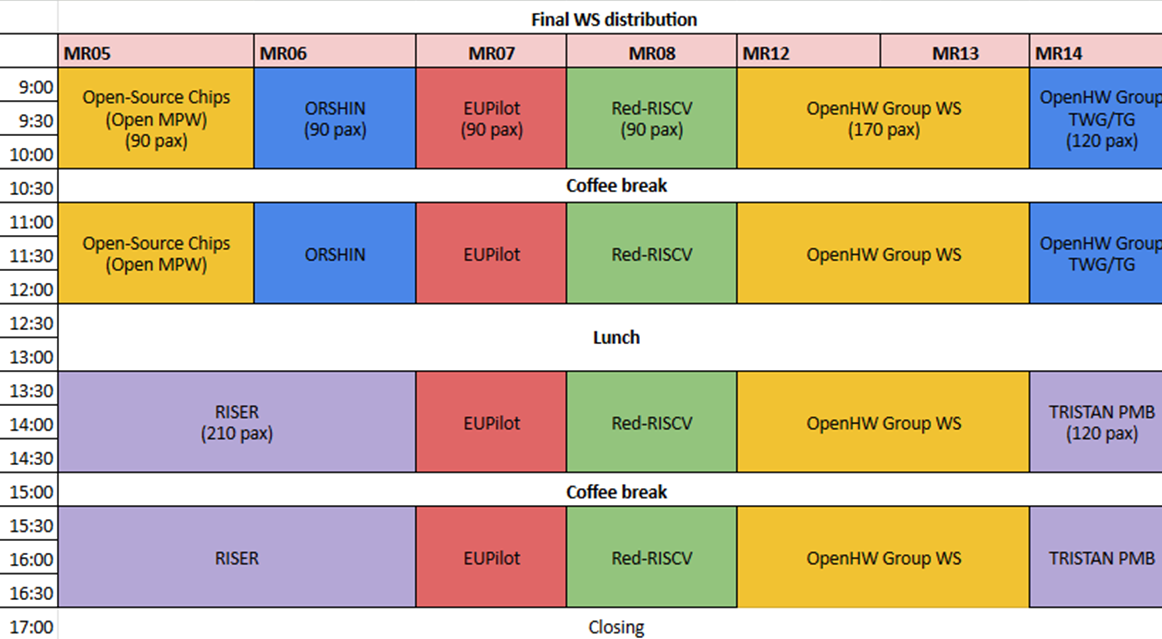 Final WS distribution
MR05 MR06 MR07 MR08 MR12 MR13 MR14
9:00
9:30
10:00
Open-Source Chips
(Open MPW)
(90 pax)
ORSHIN
(90 pax)
EUPilot
(90 pax)
Red-RISCV
(90 pax)
OpenHW Group WS
(170 pax)
OpenHW Group
TWG/TG
(120 pax)
10:30 Coffee break
11:00
11:30
12:00
Open-Source Chips
(Open MPW)
ORSHIN
EUPilot
Red-RISCV
OpenHW Group WS
OpenHW Group
TWG/TG
12:30
13:00
Lunch
13:30
14:00
14:30
RISER
(210 pax)
EUPilot
Red-RISCV
OpenHW Group WS
TRISTAN PMB
(120 pax)
15:00 Coffee break
15:30
16:00
16:30
RISER
EUPilot
Red-RISCV
OpenHW Group WS
TRISTAN PMB
17:00 Closing